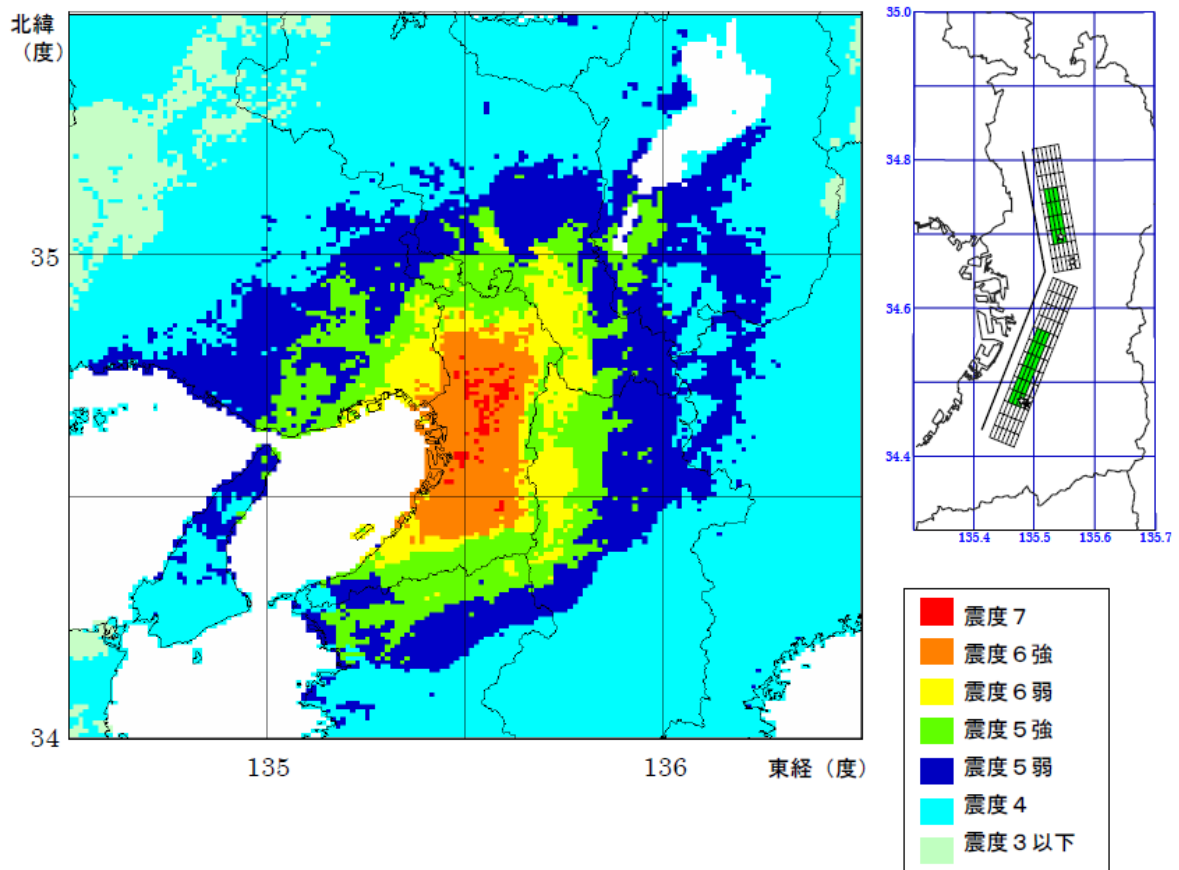 北緯
（度）
35
34
135
136
東経（度）
35.0
34.8
34.6
34.4
135.4
135.5
135.6
135.7
震度７
震度６強
震度６弱
震度５強
震度５弱
震度４
震度３以下